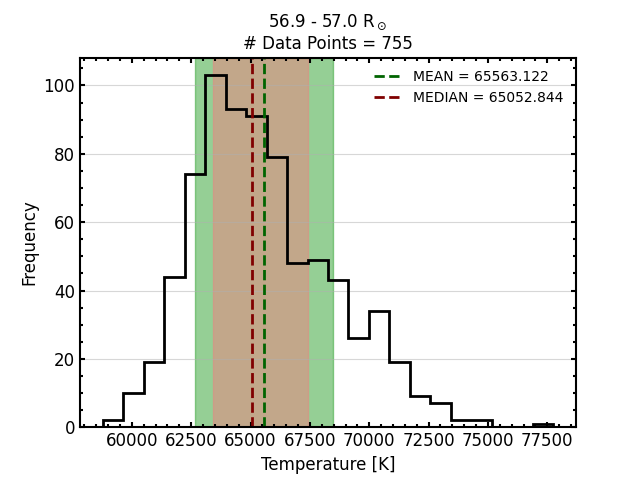 56.9 - 57.0 R⊙
# Data Points = 755
MEAN = 65563.122
MEDIAN = 65052.844
100
80
60
40
20
0
Frequency
60000 62500 65000 67500 70000 72500 75000 77500
Temperature [K]